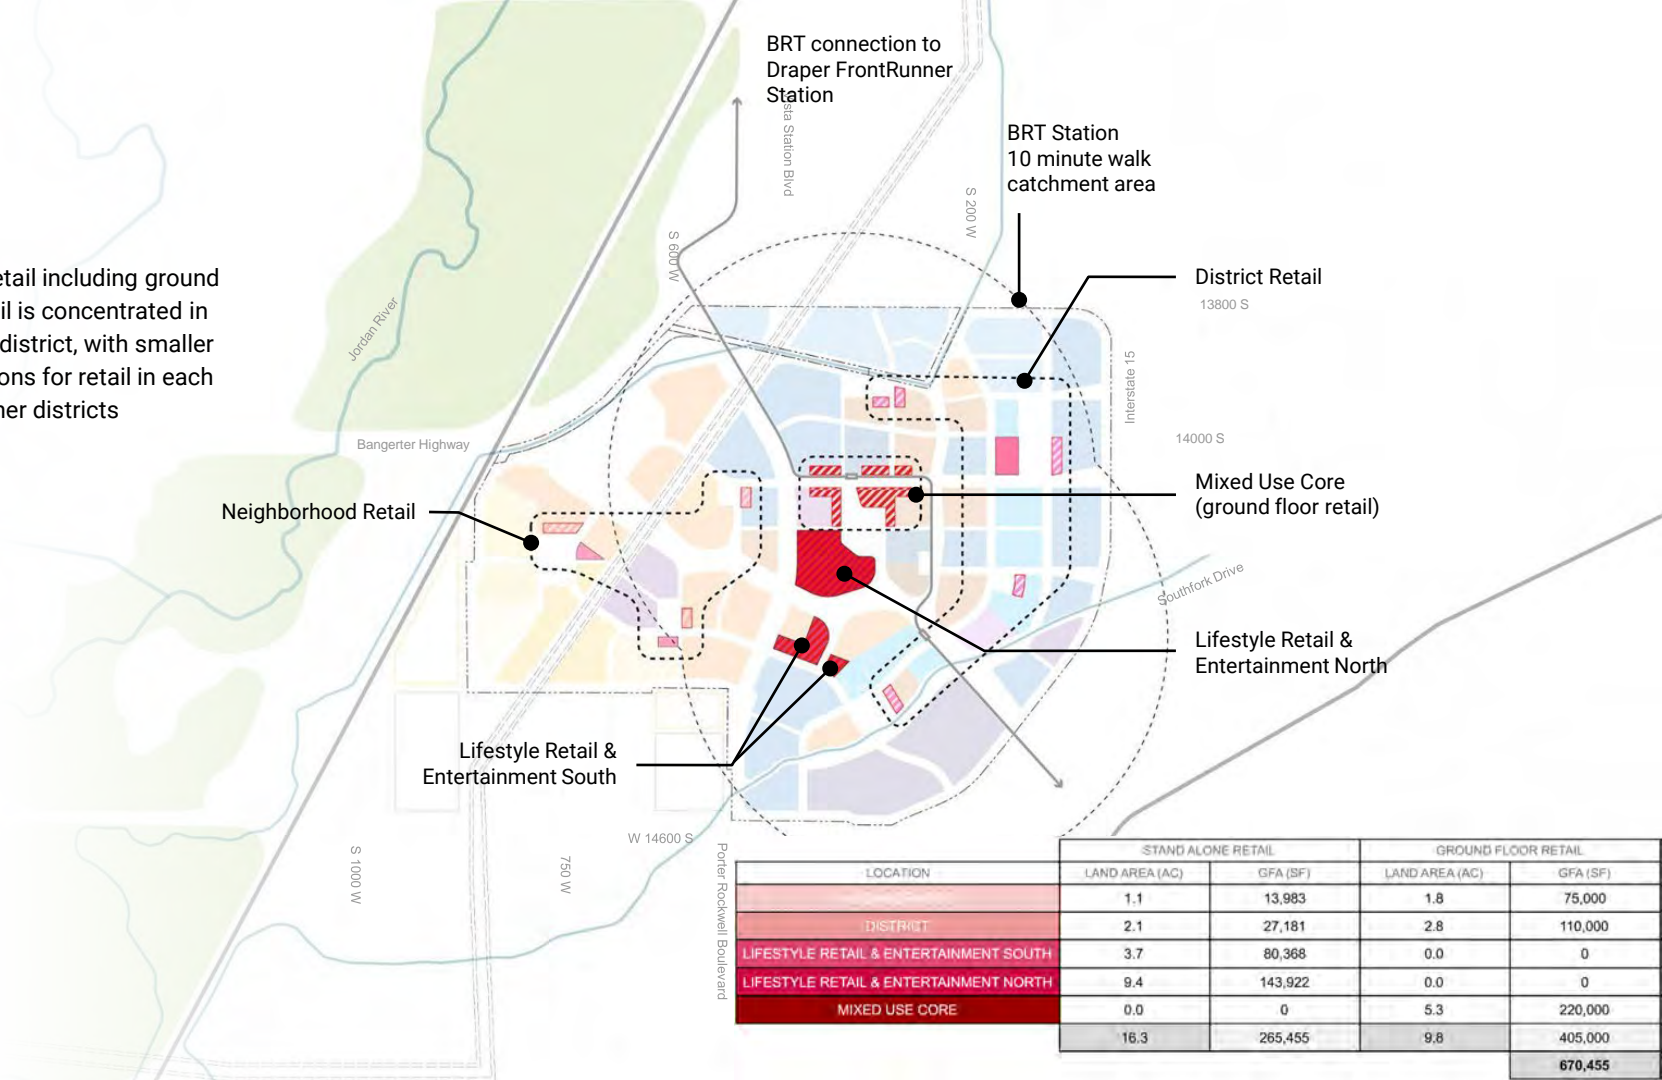 BRT connection to
Draper FrontRunner
Station
Vista Station Blvd
BRT Station
10 minute walk
catchment area
S 200 W
S 600 W
District Retail
13800 S
etail including ground
il is concentrated in
district, with smaller
ons for retail in each
her districts
Jordan River
Interstate 15
Bangerter Highway
14000 S
Mixed Use Core
(ground floor retail)
Neighborhood Retail
Southfork Drive
Lifestyle Retail &
Entertainment North
Lifestyle Retail &
Entertainment South
W 14600 S
S 1000 W
750 W
Porter Rockwell Boulevard
STAND ALONE RETAIL GROUND FLOOR RETAIL
LOCATION LAND AREA (AC) GFA (SF) LAND AREA (AC) GFA (SF)
1.1 13,983 1.8 75,000
DISTRICT 2.1 27,181 2.8 110,000
LIFESTYLE RETAIL & ENTERTAINMENT SOUTH 3.7 80,368 0.0 0
LIFESTYLE RETAIL & ENTERTAINMENT NORTH 9.4 143,922 0.0 0
MIXED USE CORE 0.0 0 5.3 220,000
16.3 265,455 9.8 405,000
670,455